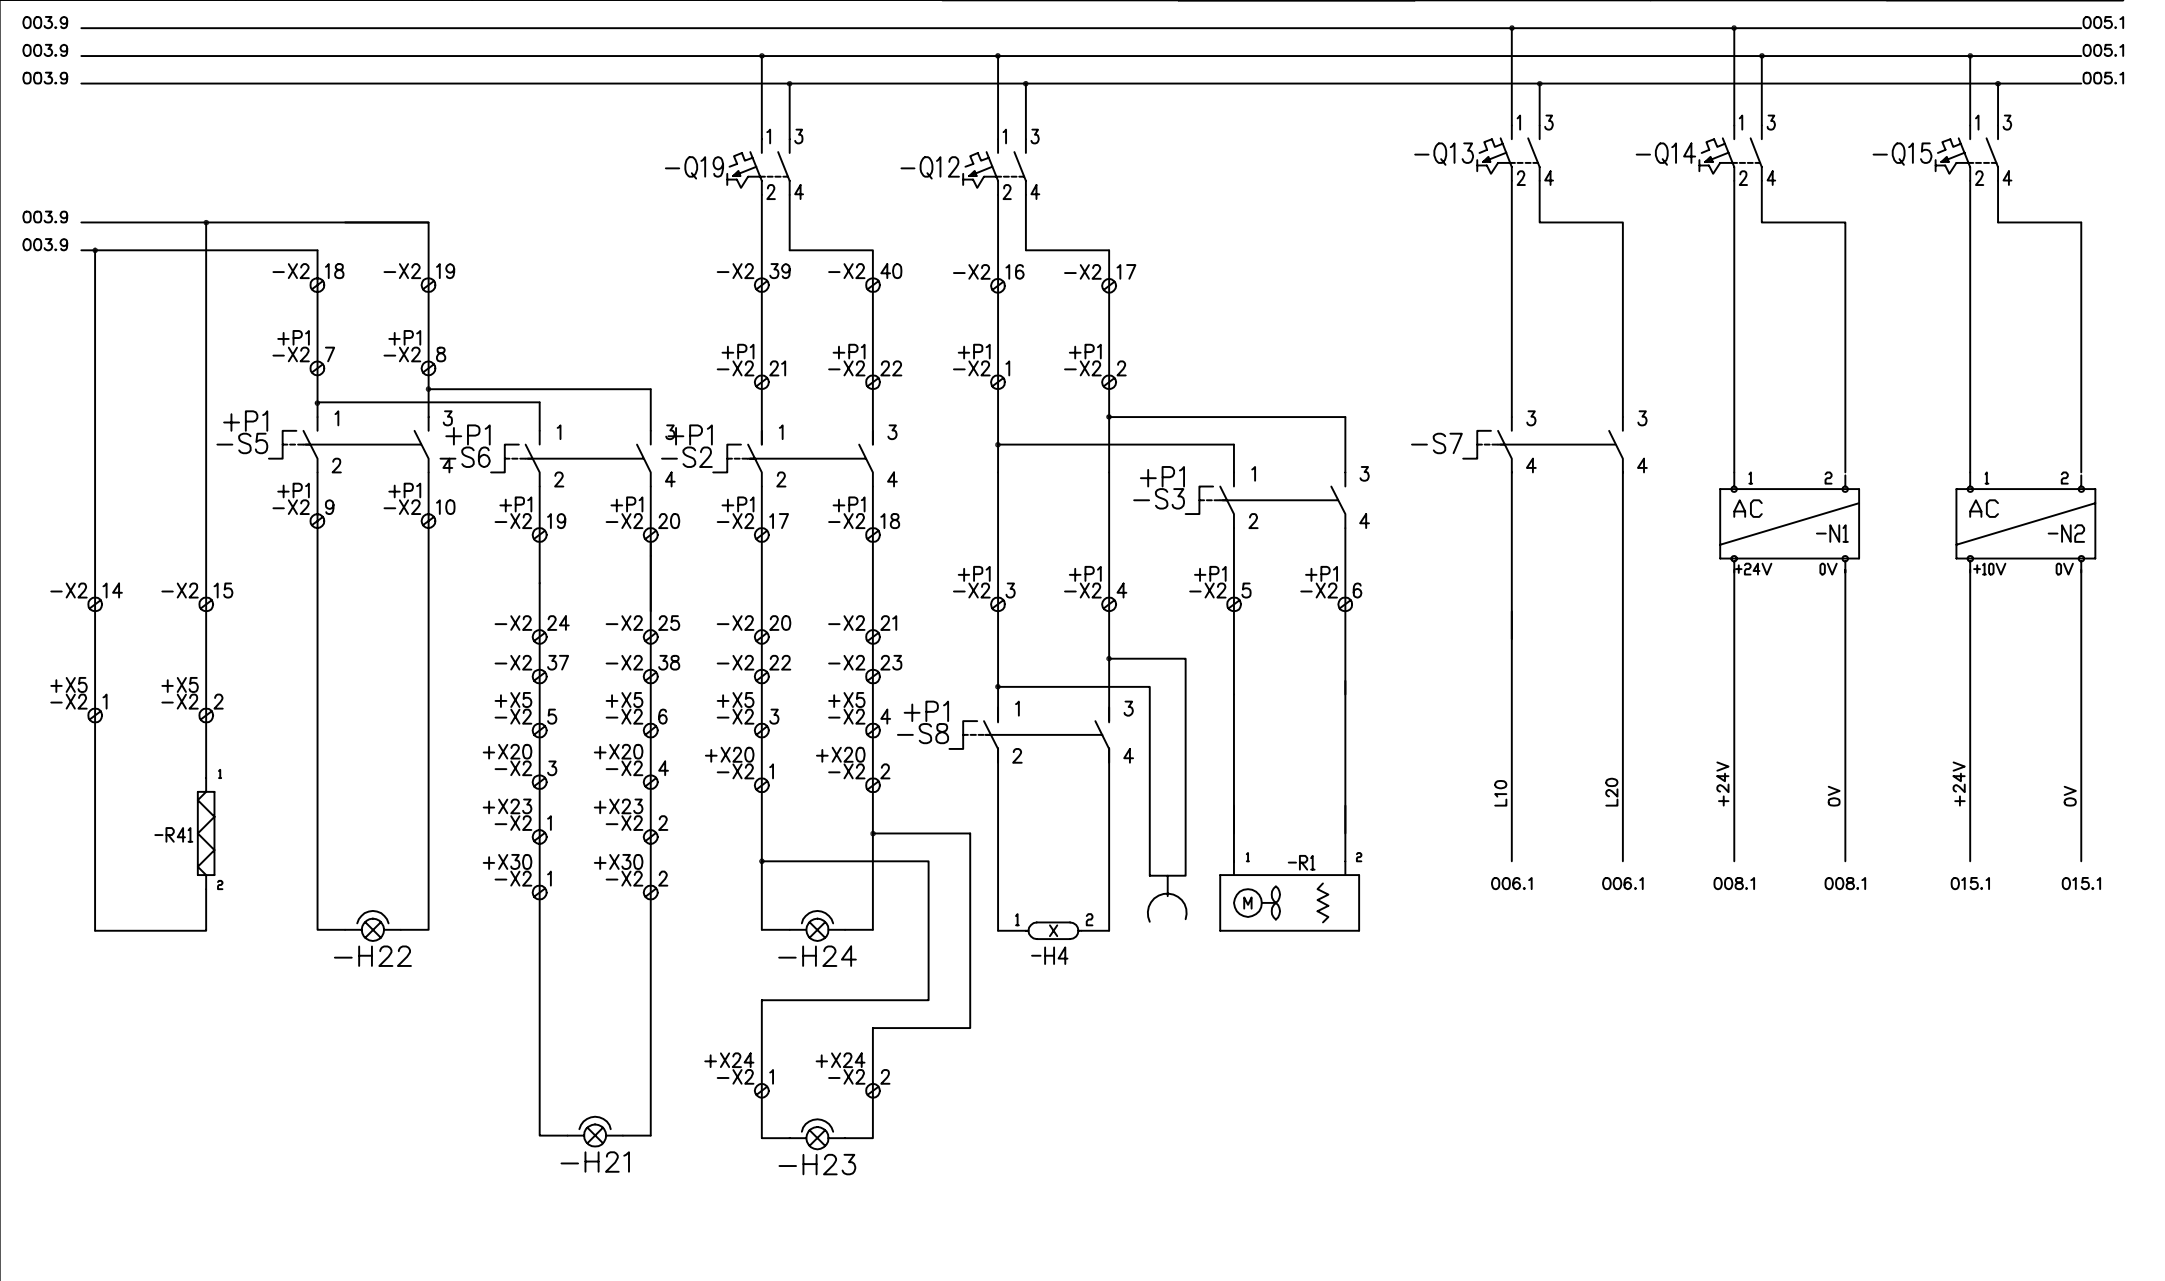 003.9 005.1
003.9 005.1
003.9 005.1
1 3 1 3 1 3 1 3 1 3
-Q19 -Q12 -Q13 -Q14 -Q15
2 4 2 4 2 4 2 4 2 4
003.9
003.9
-X2 18 -X2 19 -X2 39 -X2 40 -X2 16 -X2 17
+P1 +P1 +P1 +P1 +P1 +P1
-X2 7 -X2 8 -X2 21 -X2 22 -X2 1 -X2 2
1 3 1 3 1 3 3 3
+P1 +P1 +P1
-S5 -S6 -S2 -S7
2 4 2 4 2 4 4 4
1 3
+P1
-S3
2 4
1 2 1 2
AC AC
-N1 -N2
+24V 0V +10V 0V
+P1 +P1 +P1 +P1 +P1 +P1
-X2 9 -X2 10 -X2 19 -X2 20 -X2 17 -X2 18
+P1 +P1 +P1 +P1
-X2 14 -X2 15 -X2 3 -X2 4 -X2 5 -X2 6
-X2 24 -X2 25 -X2 20 -X2 21
-X2 37 -X2 38 -X2 22 -X2 23
+X5 +X5 +X5 +X5 +X5 +X5
-X2 1 -X2 2 -X2 5 -X2 6 -X2 3 -X2 4
1 3
+P1
-S8
2 4
+X20 +X20 +X20 +X20
-X2 3 -X2 4 -X2 1 -X2 2
1
-R41
2
+X23 +X23
-X2 1 -X2 2
L10 L20 +24V 0V +24V 0V
+X30 +X30
-X2 1 -X2 2
1 -R1 2
M
006.1 006.1 008.1 008.1 015.1 015.1
1 X 2
-H22 -H24 -H4
+X24 +X24
-X2 1 -X2 2
-H21 -H23